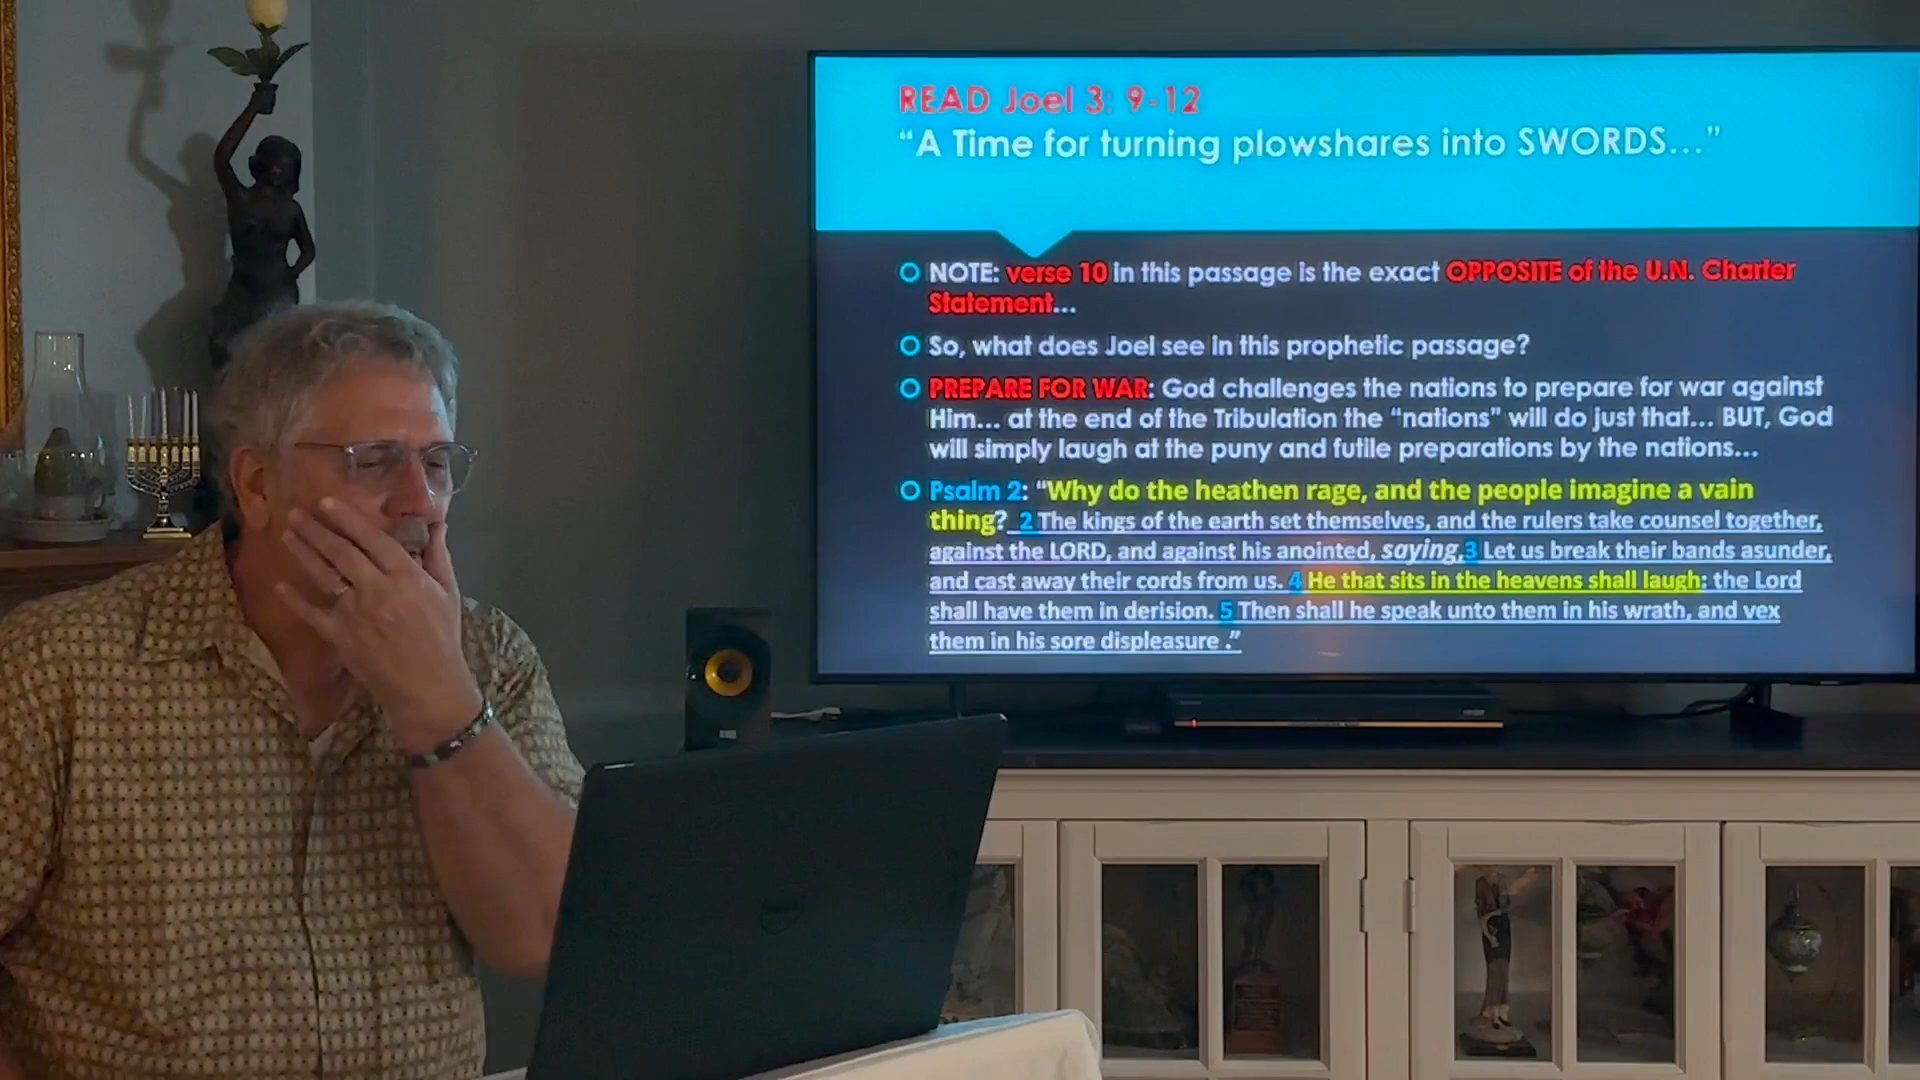 READ Joel 3: 9-12
“A Time for turning plowshares into SWORDS...”
NOTE: verse 10 in this passage is the exact OPPOSITE of the U.N. Charter
Statement...
So, what does Joel see in this prophetic passage?
PREPARE FOR WAR: God challenges the nations to prepare for war against
Him... at the end of the Tribulation the “nations” will do just that... BUT, God
will simply laugh at the puny and futile preparations by the nations...
Psalm 2: “Why do the heathen rage, and the people imagine a vain
thing? 2 The kings of the earth set themselves, and the rulers take counsel together,
against the LORD, and against his anointed, saying,3 Let us break their bands asunder,
and cast away their cords from us. 4 He that sits in the heavens shall laugh: the Lord
shall have them in derision. 5 Then shall he speak unto them in his wrath, and vex
them in his sore displeasure .”
DELL